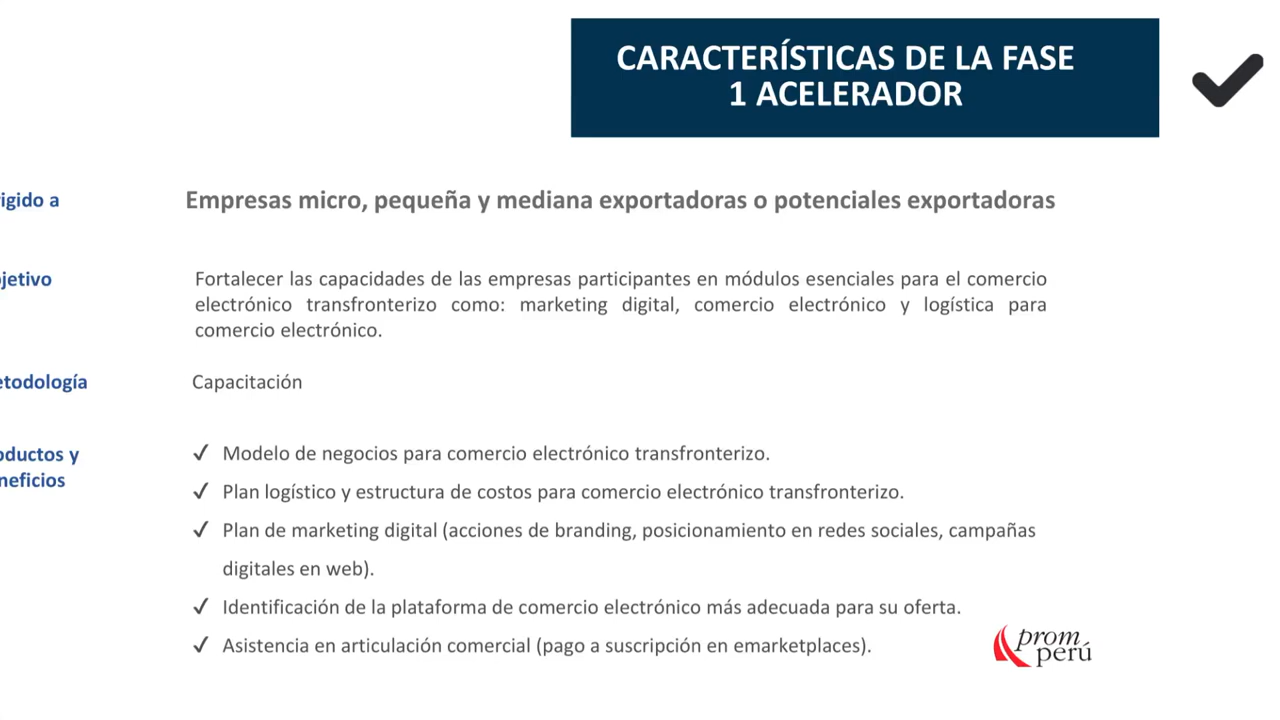 CARACTERÍSTICAS DE LA FASE
1 ACELERADOR
igido a
Empresas micro, pequeña y mediana exportadoras o potenciales exportadoras
jetivo
Fortalecer las capacidades de las empresas participantes en módulos esenciales para el comercio
electrónico transfronterizo como: marketing digital, comercio electrónico y logística para
comercio electrónico.
etodología
Capacitación
oductos y
neficios
✓ Modelo de negocios para comercio electrónico transfronterizo.
✓ Plan logístico y estructura de costos para comercio electrónico transfronterizo.
✓ Plan de marketing digital (acciones de branding, posicionamiento en redes sociales, campañas
digitales en web).
✓ Identificación de la plataforma de comercio electrónico más adecuada para su oferta.
✓ Asistencia en articulación comercial (pago a suscripción en emarketplaces).
prom
perú